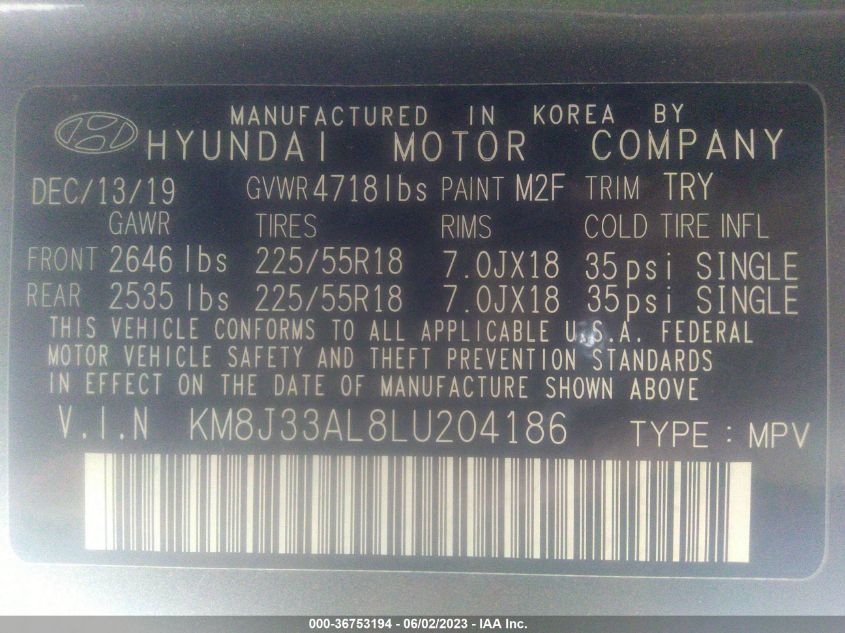 MANUFACTURED IN KOREA BY
HYUNDAI MOTOR COMPANY
DEC/13/19 GVWR 4718lbs PAINT M2F TRIM TRY
GAWR TIRES RIMS COLD TIRE INFL
FRONT 2646 lbs 225/55R18 7.0JX18 35psi SINGLE
REAR 2535 lbs 225/55R18 7.0JX18 35psi SINGLE
THIS VEHICLE CONFORMS TO ALL APPLICABLE U.S.A. FEDERAL
MOTOR VEHICLE SAFETY AND THEFT PREVENTION STANDARDS
IN EFFECT ON THE DATE OF MANUFACTURE SHOWN ABOVE
V.I.N KM8J33AL8LU204186 TYPE : MPV
000-36753194 - 06/02/2023 - IAA Inc.